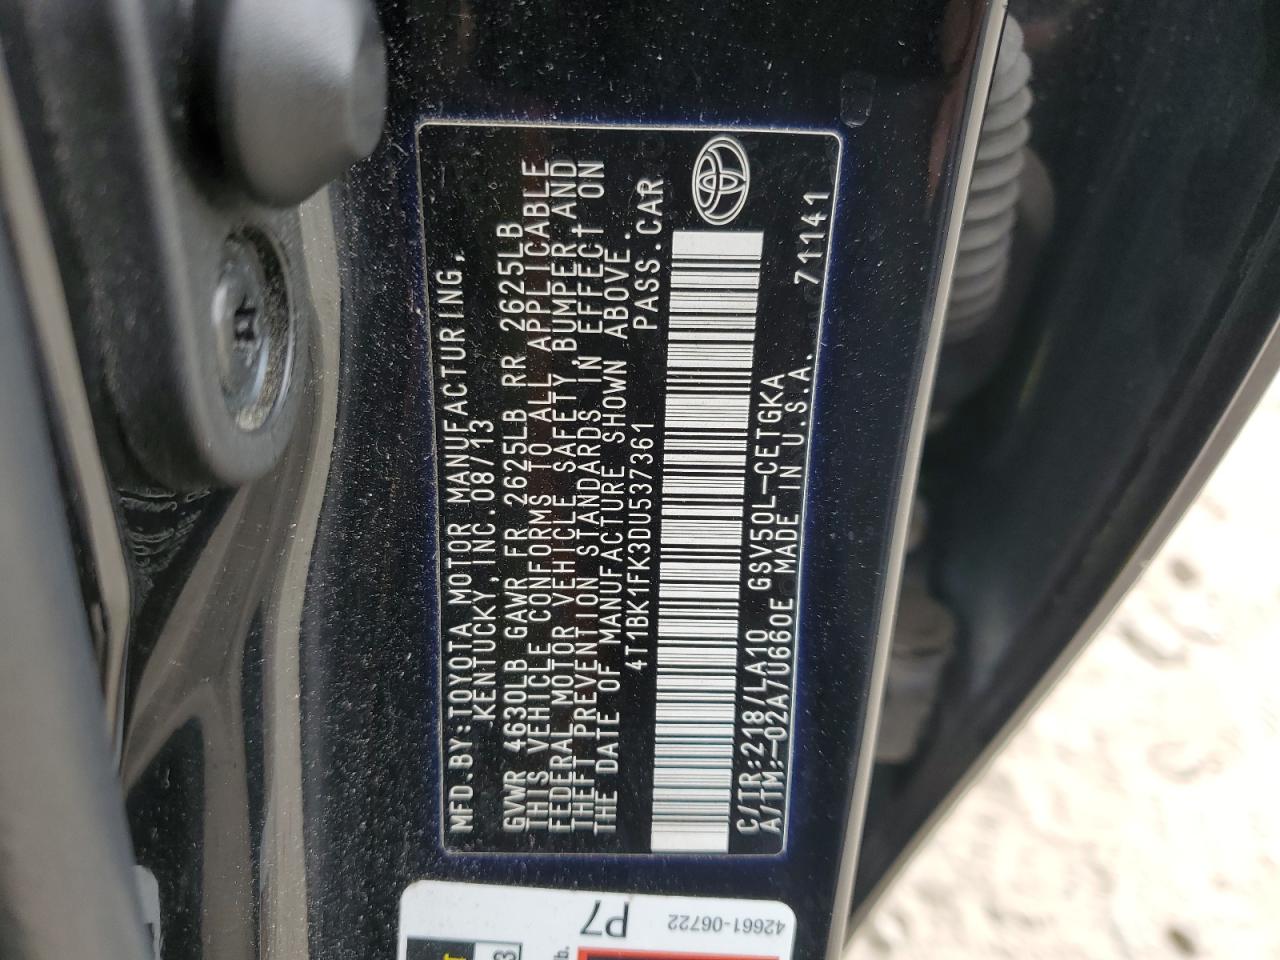 MFD.BY:TOYOTA MOTOR MANUFACTURING,
KENTUCKY,INC.08/13
GVWR 4630LB GAWR FR 2625LB RR 2625LB
THIS VEHICLE CONFORMS TO ALL APPLICABLE
FEDERAL MOTOR VEHICLE SAFETY,BUMPER,AND
THEFT PREVENTION STANDARDS IN EFFECT ON
THE DATE OF MANUFACTURE SHOWN ABOVE.
4T1BK1FK3DU537361 PASS.CAR
C/TR:218/LA10 GSV50L-CETGKA
A/TM:-02A/U660E MADE IN U.S.A. 71141
P7
42661-06722